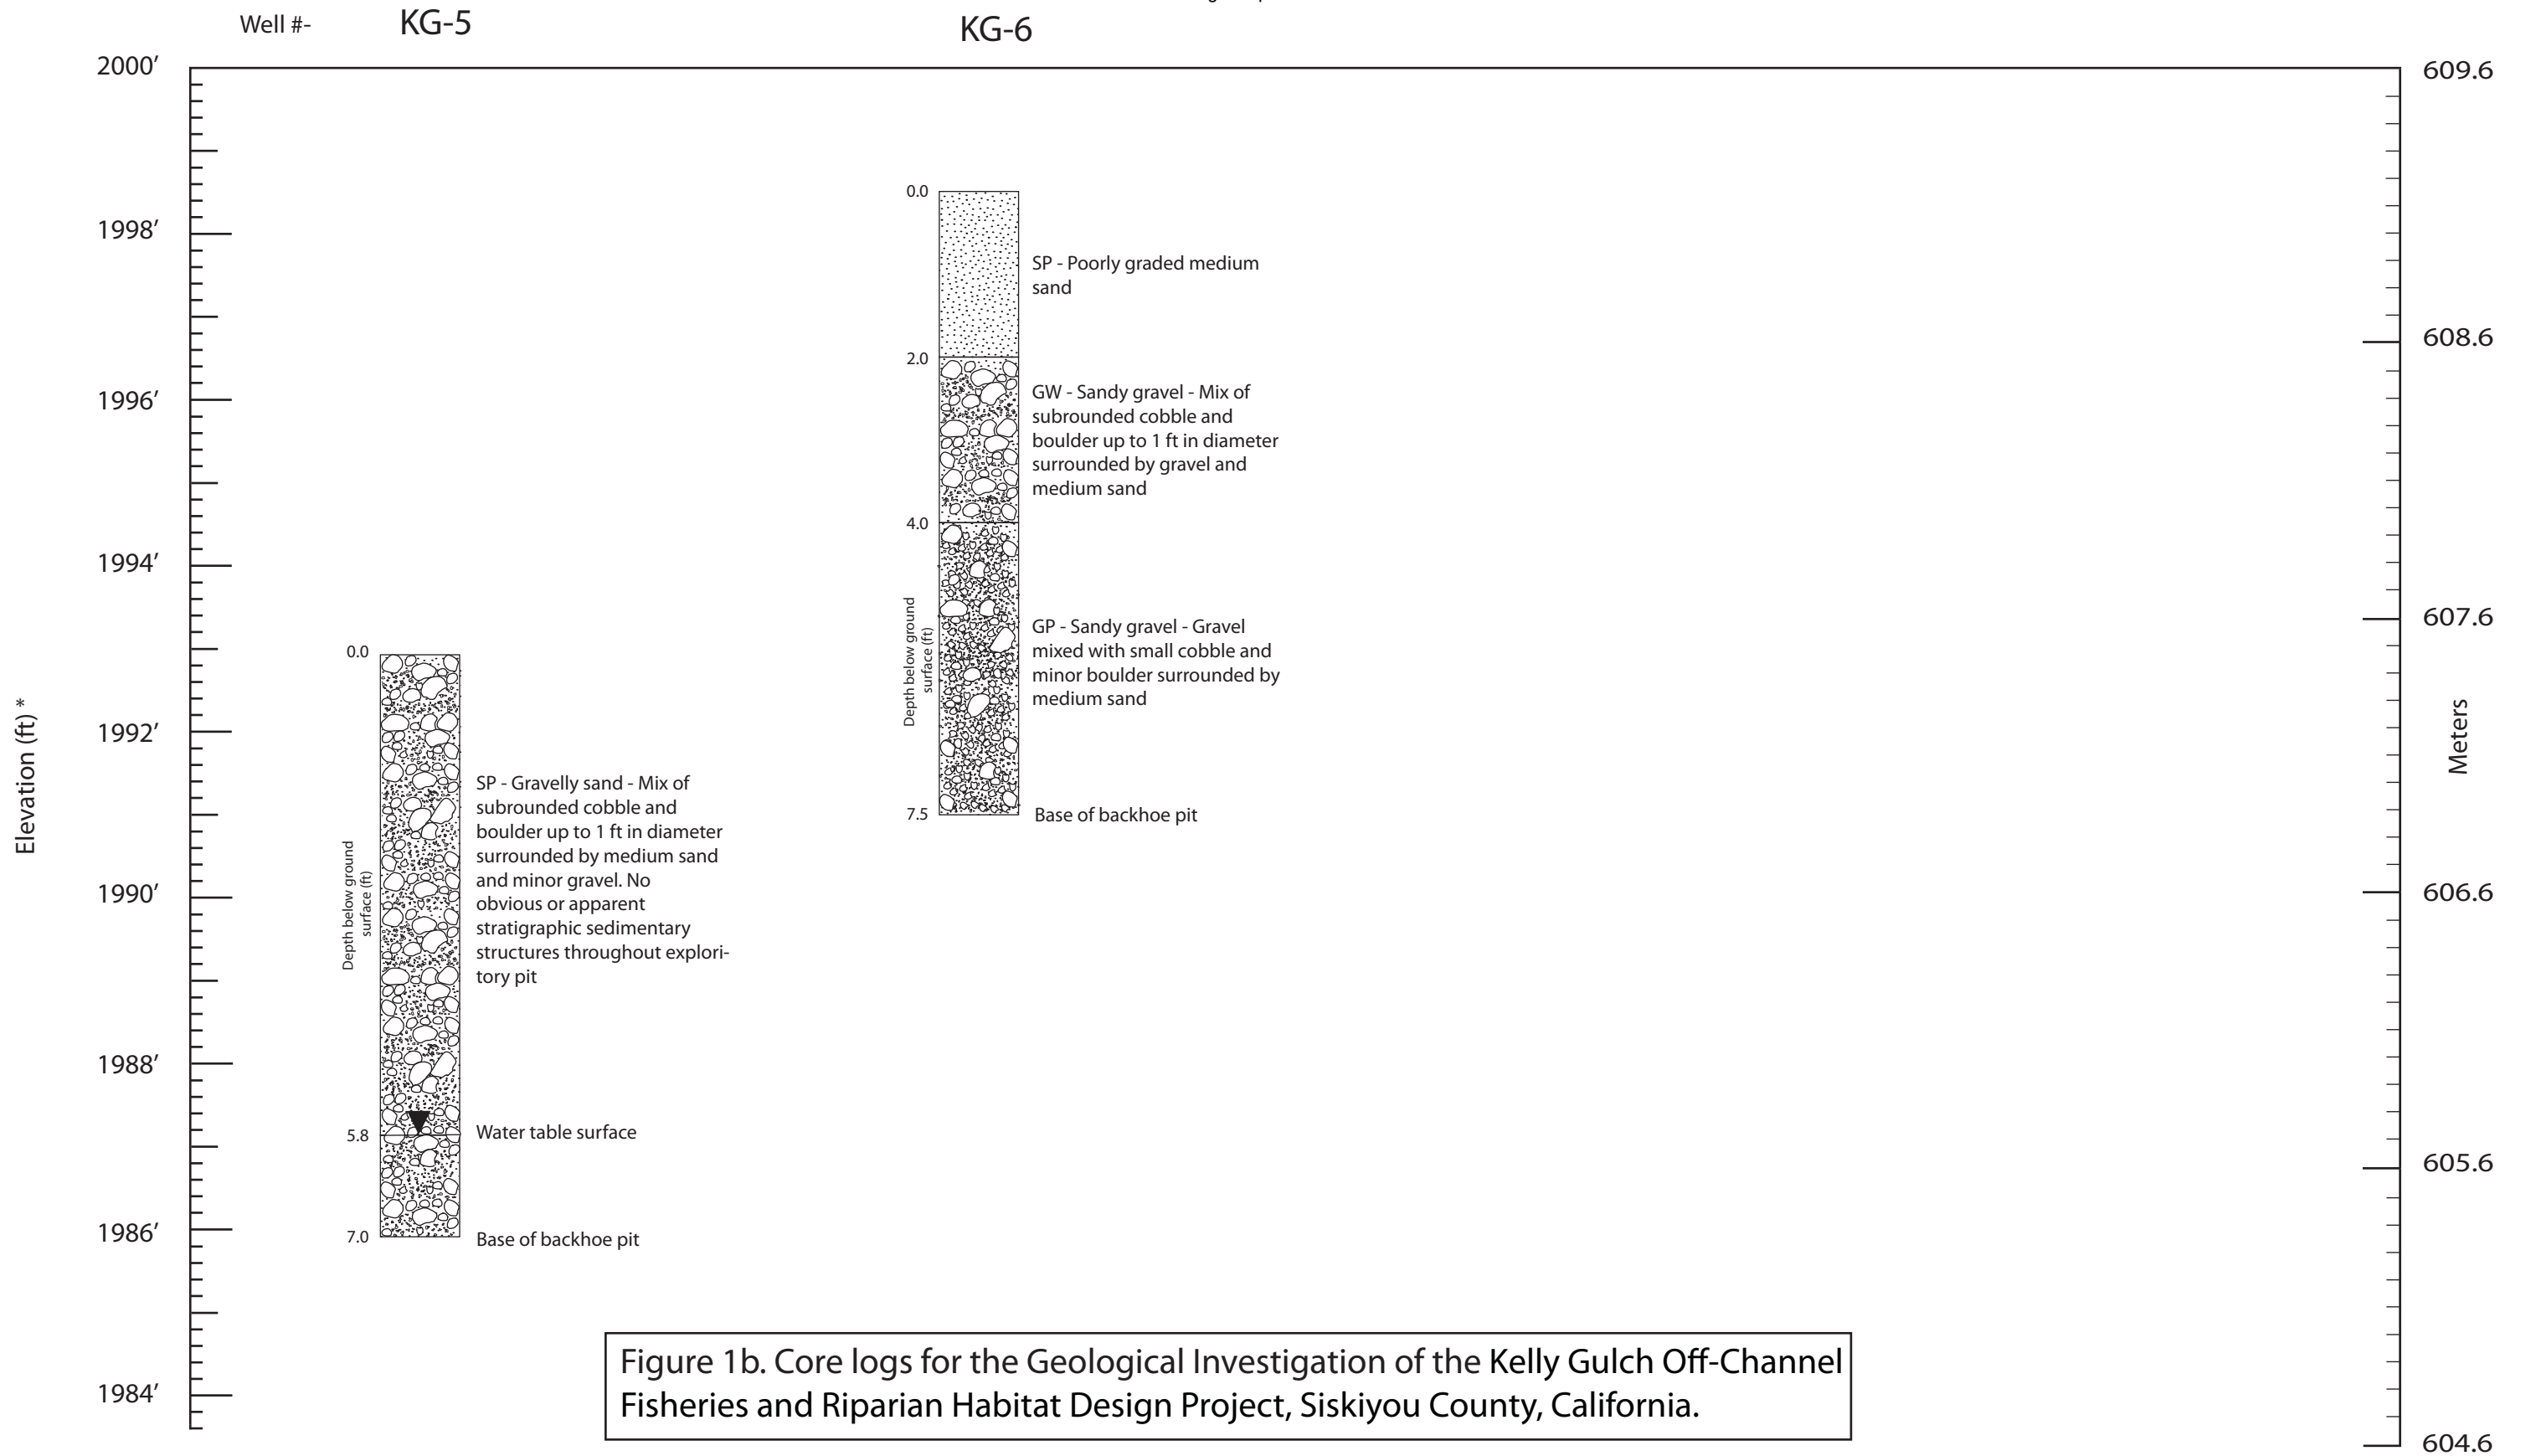 Well #-
KG-5
KG-6
2000′
1998′
1996′
1994′
1992′
1990′
1988′
1986′
1984′
Elevation (ft) *
0.0
5.8
7.0
Depth below ground
surface (ft)
SP - Gravelly sand - Mix of
subrounded cobble and
boulder up to 1 ft in diameter
surrounded by medium sand
and minor gravel. No
obvious or apparent
stratigraphic sedimentary
structures throughout explori-
tory pit
Water table surface
Base of backhoe pit
0.0
2.0
4.0
7.5
Depth below ground
surface (ft)
SP - Poorly graded medium
sand
GW - Sandy gravel - Mix of
subrounded cobble and
boulder up to 1 ft in diameter
surrounded by gravel and
medium sand
GP - Sandy gravel - Gravel
mixed with small cobble and
minor boulder surrounded by
medium sand
Base of backhoe pit
609.6
608.6
607.6
606.6
605.6
604.6
Meters
Figure 1b. Core logs for the Geological Investigation of the Kelly Gulch Off-Channel
Fisheries and Riparian Habitat Design Project, Siskiyou County, California.